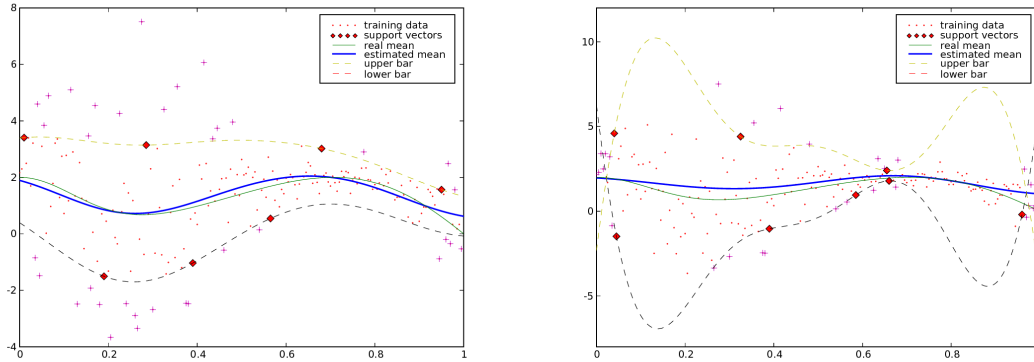 8
6
4
2
0
-2
-4
0
0.2
0.4
0.6
0.8
1
training data
support vectors
real mean
estimated mean
upper bar
lower bar
10
5
0
-5
0
0.2
0.4
0.6
0.8
training data
support vectors
real mean
estimated mean
upper bar
lower bar